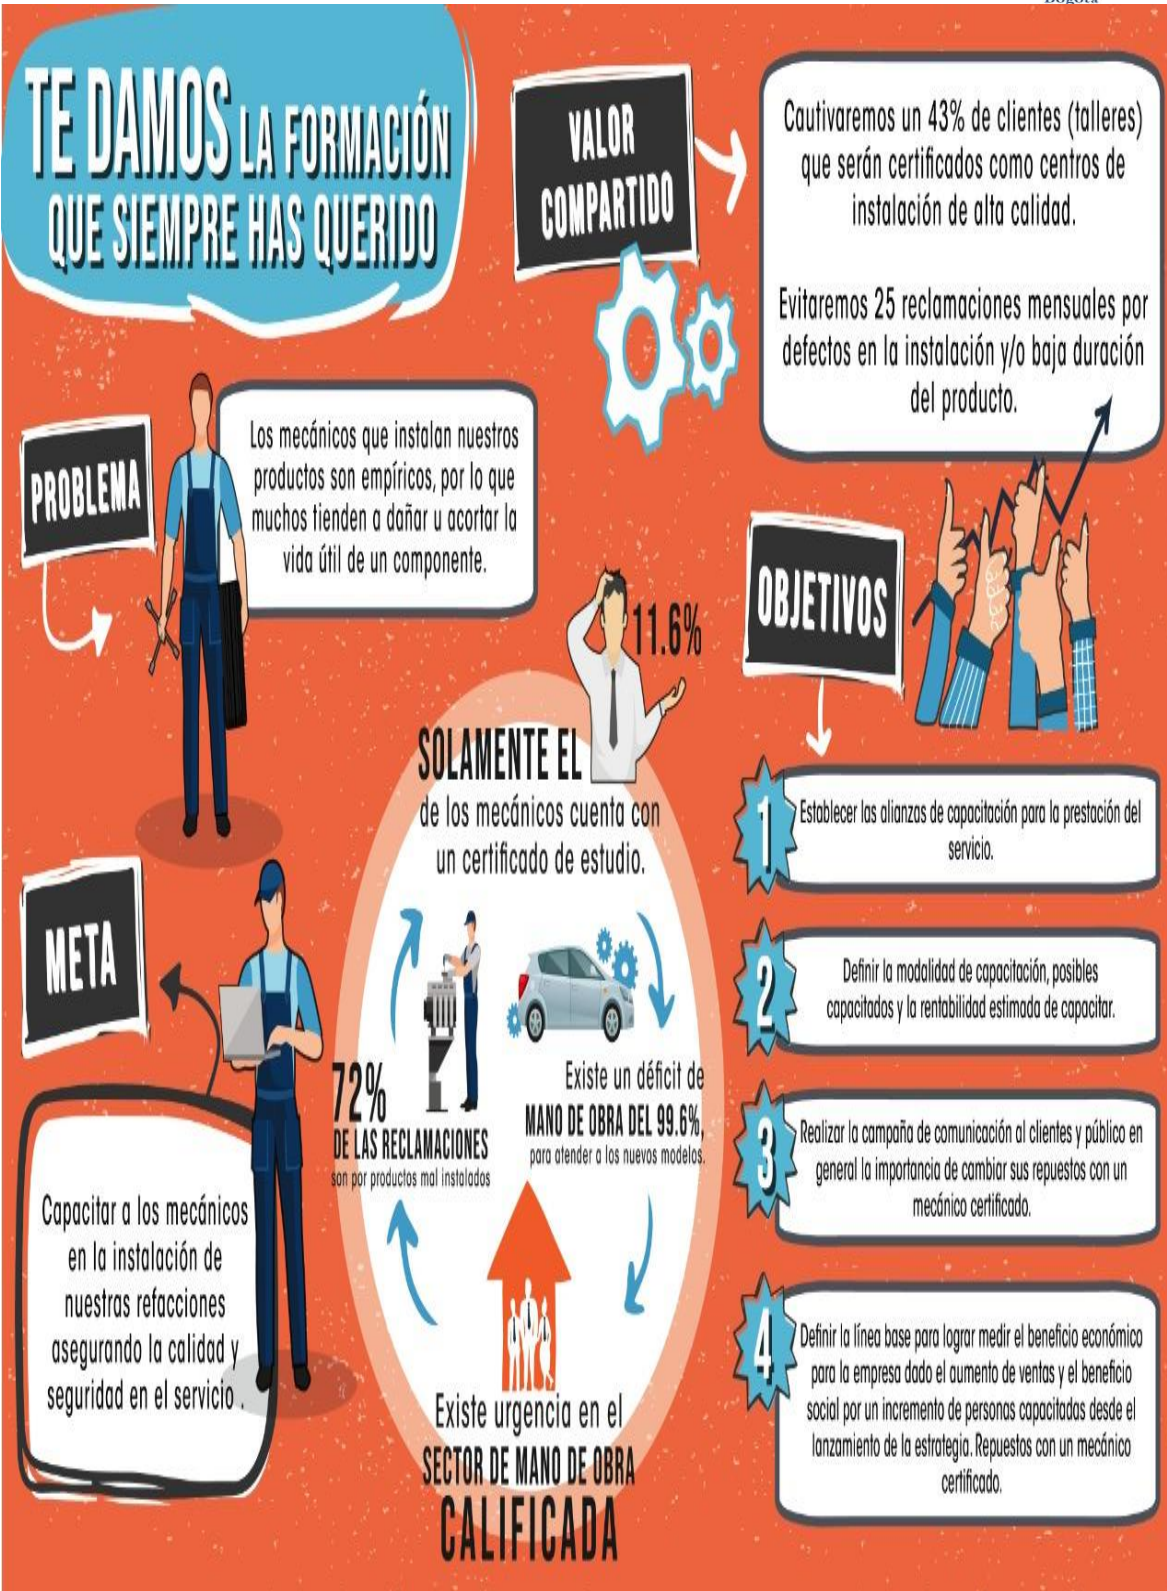 TE DAMOS LA FORMACIÓN
QUE SIEMPRE HAS QUERIDO
VALOR
COMPARTIDO
Cautivaremos un 43% de clientes (talleres)
que serán certificados como centros de
instalación de alta calidad.
Evitaremos 25 reclamaciones mensuales por
defectos en la instalación y/o baja duración
del producto.
PROBLEMA
Los mecánicos que instalan nuestros
productos son empíricos, por lo que
muchos tienden a dañar u acortar la
vida útil de un componente.
OBJETIVOS
11.6%
SOLAMENTE EL
de los mecánicos cuenta con
un certificado de estudio.
1
Establecer las alianzas de capacitación para la prestación del
servicio.
META
2
Definir la modalidad de capacitación, posibles
capacitados y la rentabilidad estimada de capacitar.
72%
DE LAS RECLAMACIONES
son por productos mal instalados
Existe un déficit de
MANO DE OBRA DEL 99.6%,
para atender a los nuevos modelos.
3
Realizar la campaña de comunicación al clientes y público en
general la importancia de cambiar sus repuestos con un
mecánico certificado.
Capacitar a los mecánicos
en la instalación de
nuestras refacciones
asegurando la calidad y
seguridad en el servicio .
4
Definir la línea base para lograr medir el beneficio económico
para la empresa dado el aumento de ventas y el beneficio
social por un incremento de personas capacitadas desde el
lanzamiento de la estrategia. Repuestos con un mecánico
certificado.
Existe urgencia en el
SECTOR DE MANO DE OBRA
CALIFICADA